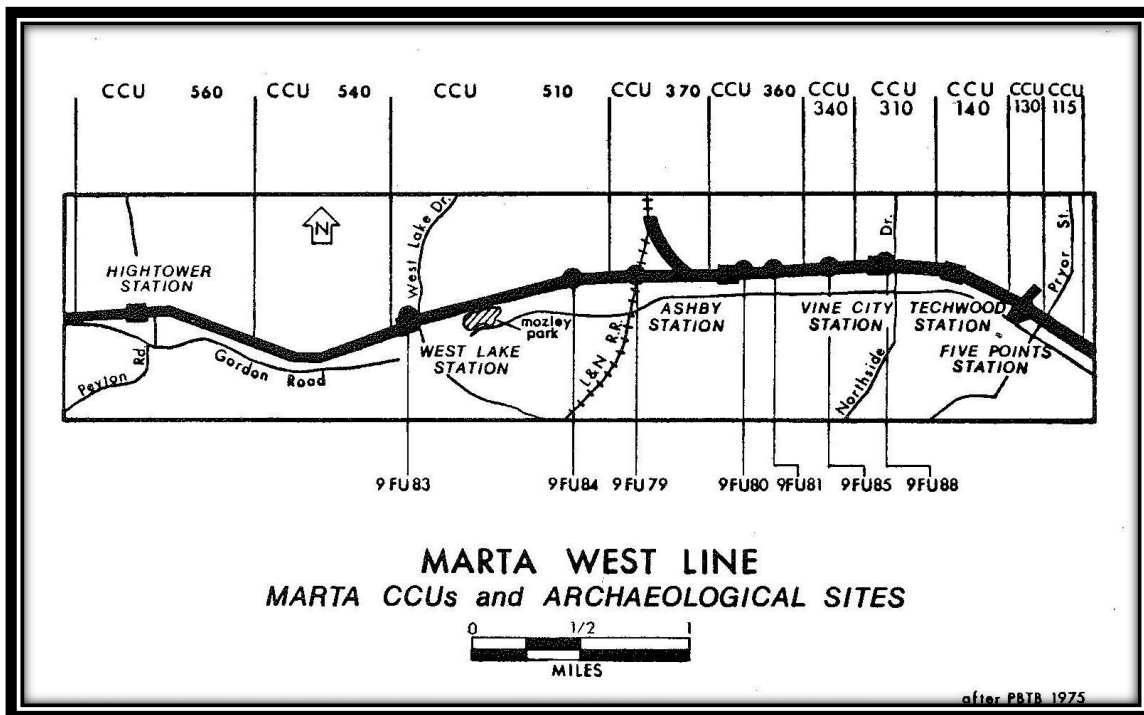 CCU 560 CCU 540 CCU 510 CCU 370 CCU 360 CCU 340 CCU 310 CCU 140 CCU 130 CCU 115
N
West Lake Dr.
Dr.
Pryor St.
HIGHTOWER
STATION
mozley
park
WEST LAKE
STATION
L&N R.R.
ASHBY
STATION
VINE CITY
STATION
TECHWOOD
STATION
FIVE POINTS
STATION
Peyton Rd.
Gordon Road
Northside
9FU83 9FU84 9FU79 9FU80 9FU81 9FU85 9FU88
MARTA WEST LINE
MARTA CCUs and ARCHAEOLOGICAL SITES
0 1/2 1
MILES
after PBTB 1975